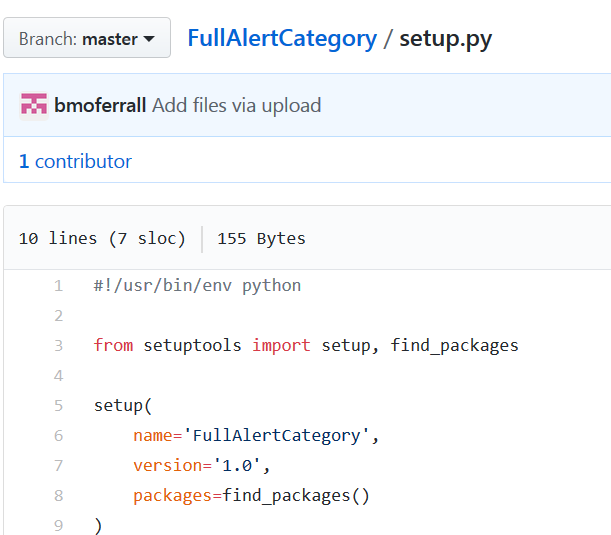 Branch: master
FullAlertCategory / setup.py
bmoferrall Add files via upload
1 contributor
10 lines (7 sloc) 155 Bytes
1 #!/usr/bin/env python
2
3 from setuptools import setup, find_packages
4
5 setup(
6 name='FullAlertCategory',
7 version='1.0',
8 packages=find_packages()
9 )